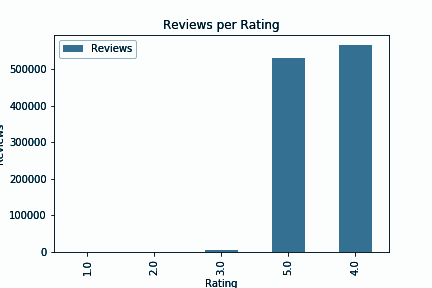 Reviews per Rating
Reviews
500000
400000
300000
200000
100000
0
Reviews
1.0
2.0
3.0
5.0
4.0
Rating